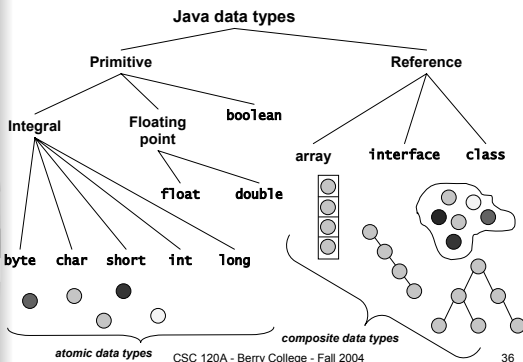 Java data types
Primitive
Reference
Integral
Floating
point
boolean
array
interface
class
float
double
byte
char
short
int
long
atomic data types
composite data types
CSC 120A - Berry College - Fall 2004
36